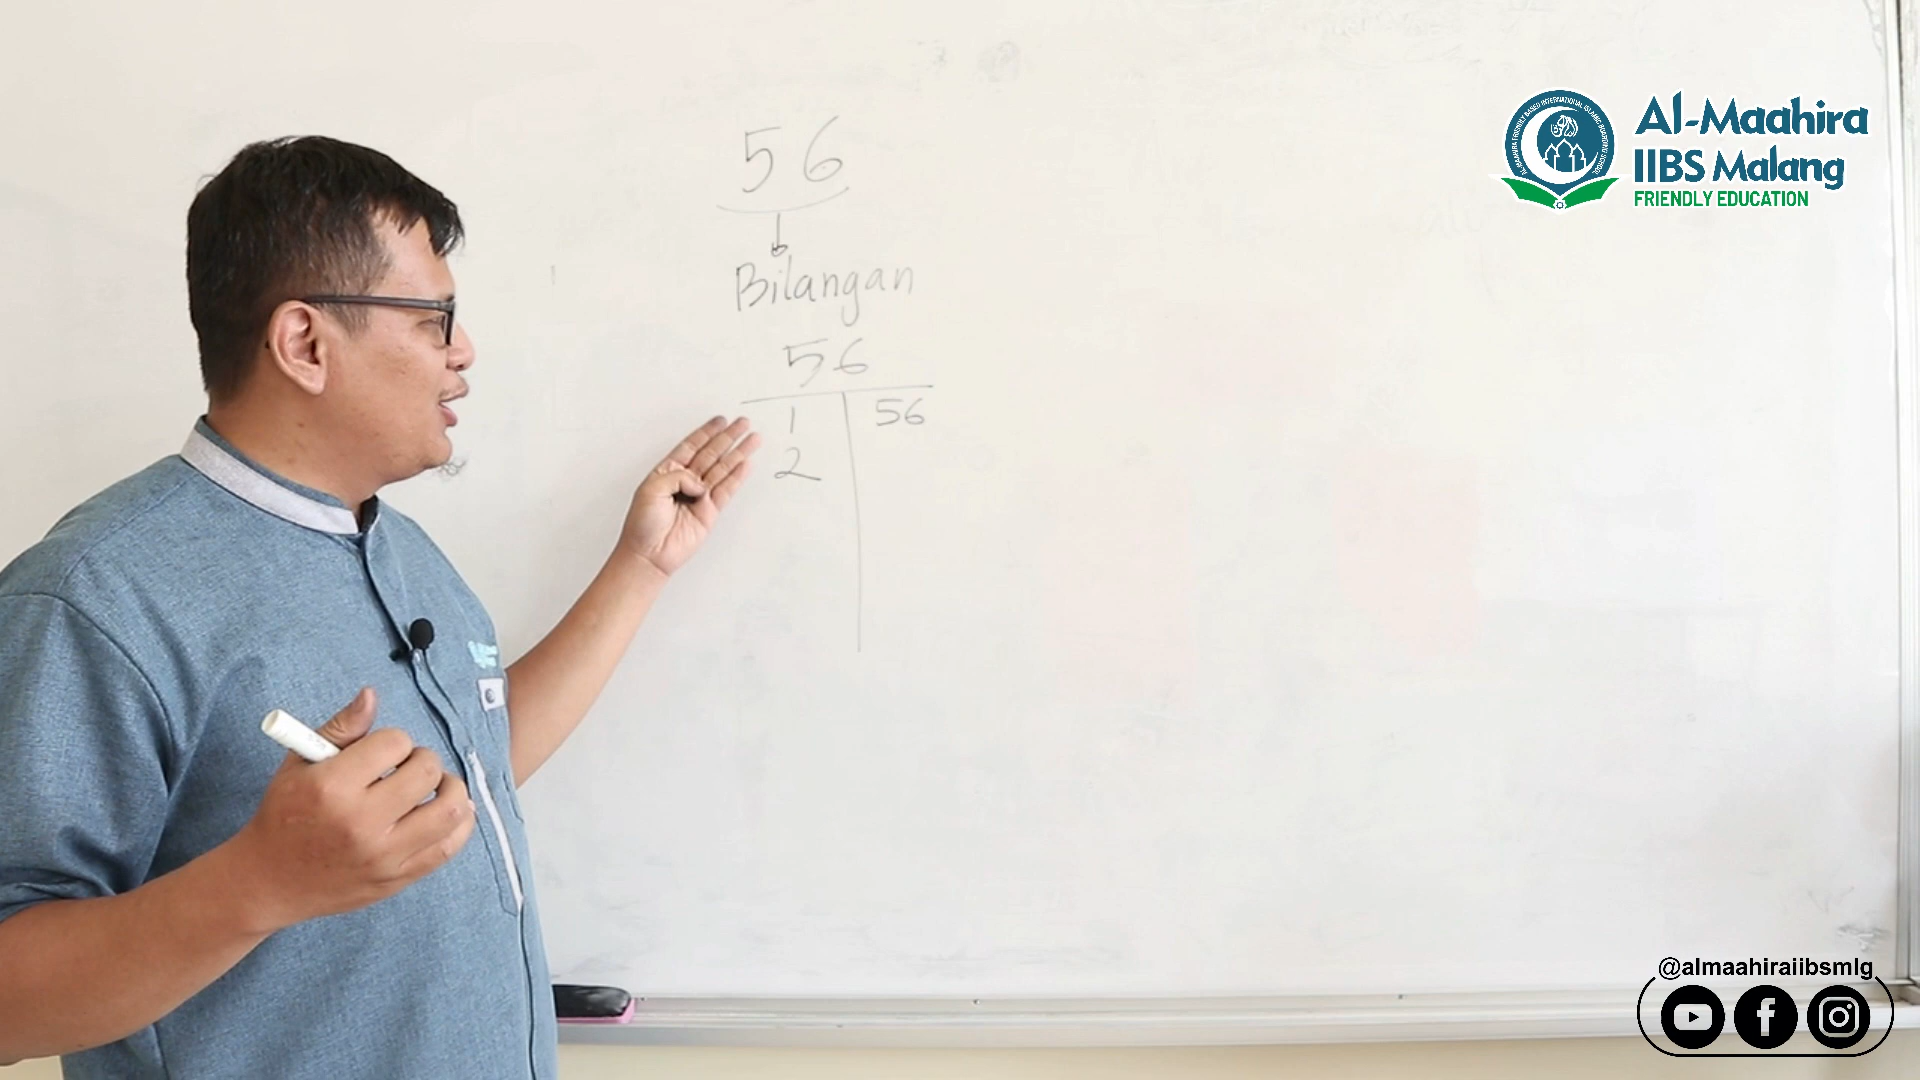 56
Bilangan
56
1 56
2
Al-Maahira
IIBS Malang
FRIENDLY EDUCATION
@almaahiraiibsmlg